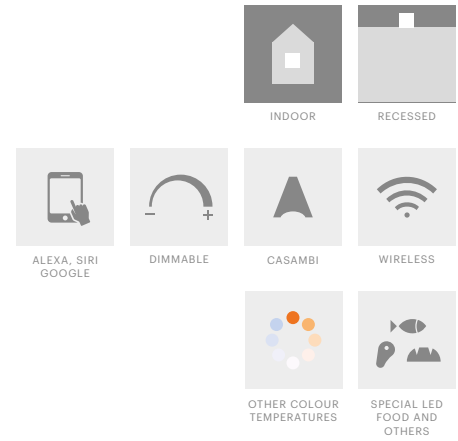 INDOOR
RECESSED
ALEXA, SIRI
GOOGLE
DIMMABLE
CASAMBI
WIRELESS
OTHER COLOUR
TEMPERATURES
SPECIAL LED
FOOD AND
OTHERS